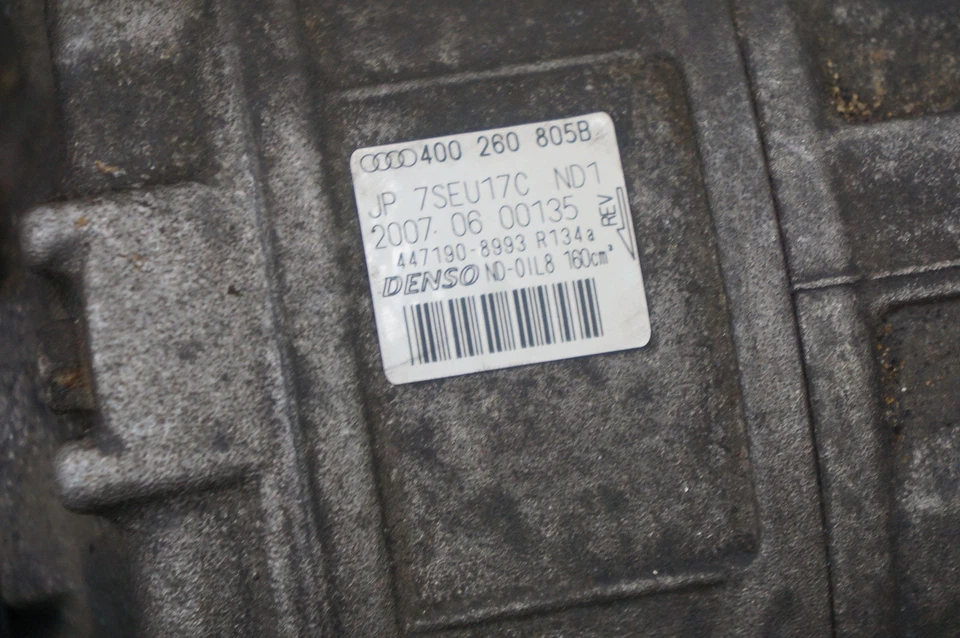 400 260 805B
JP 7SEU17C ND1
2007.06 00135
REV
447190-8993 R134a
DENSO ND-OIL8 160cm³